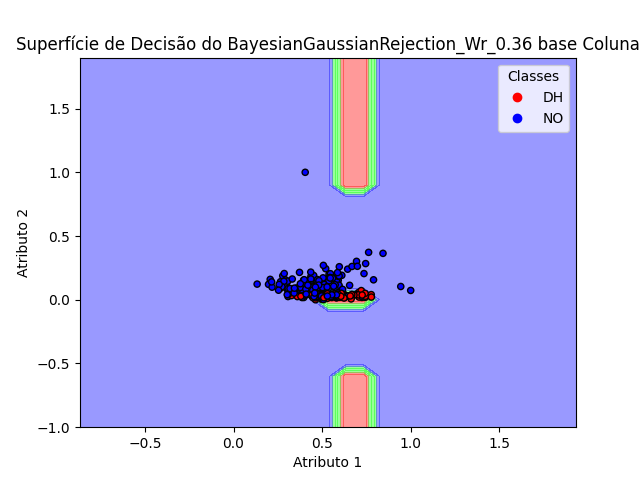 Superfície de Decisão do BayesianGaussianRejection_Wr_0.36 base Coluna
Classes
DH
NO
1.5
1.0
0.5
0.0
−0.5
−1.0
Atributo 2
−0.5
0.0
0.5
1.0
1.5
Atributo 1